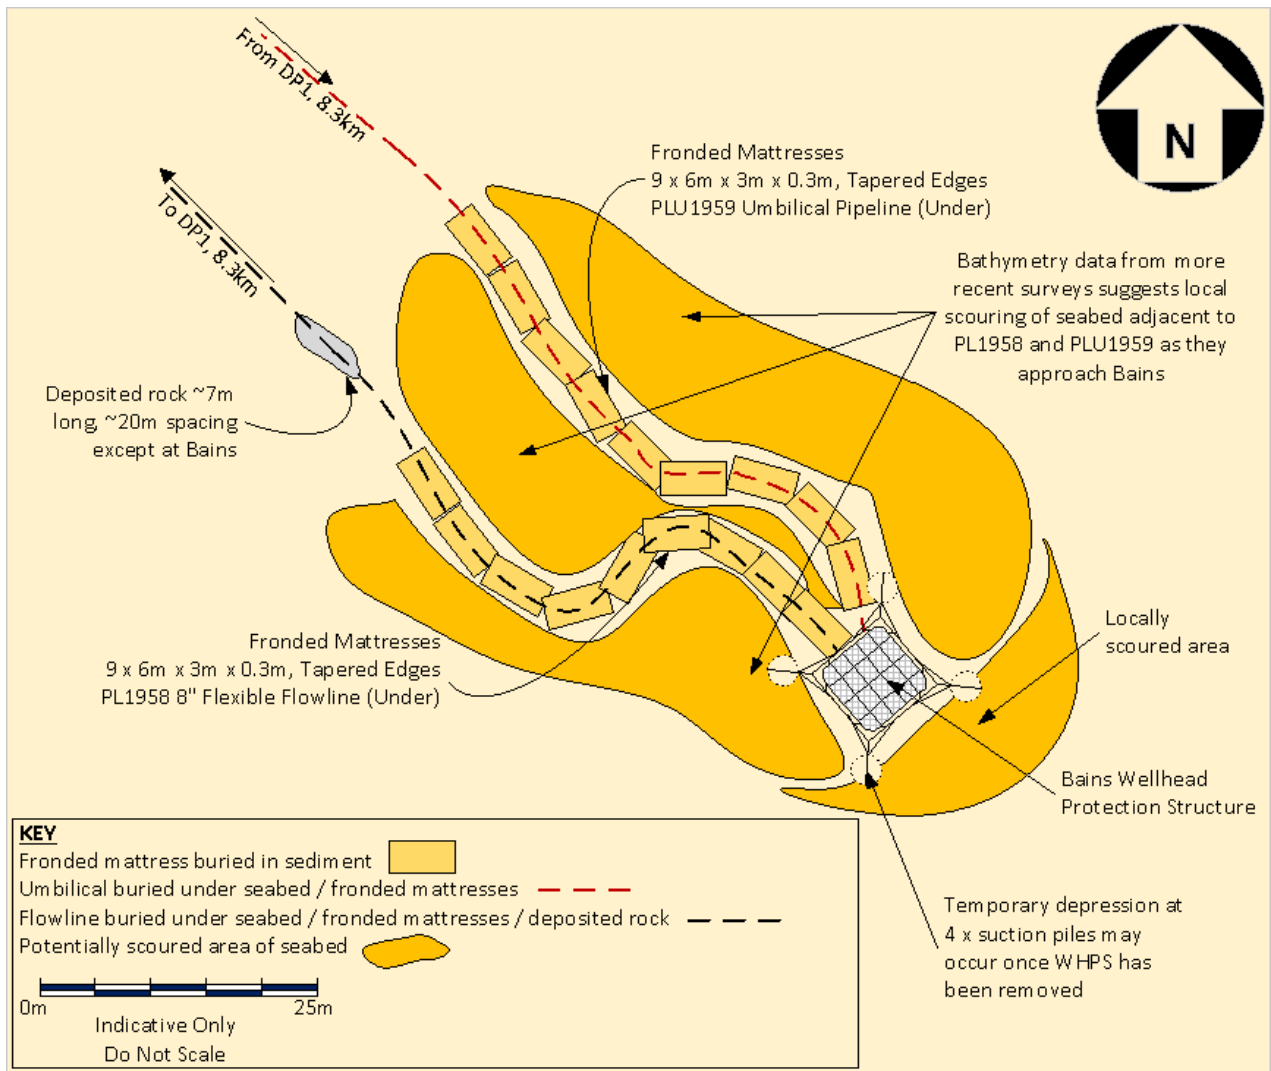 From DP1, 8.3km
To DP1, 8.3km
N
Fronded Mattresses
9 x 6m x 3m x 0.3m, Tapered Edges
PLU1959 Umbilical Pipeline (Under)
Bathymetry data from more
recent surveys suggests local
scouring of seabed adjacent to
PL1958 and PLU1959 as they
approach Bains
Deposited rock ~7m
long, ~20m spacing
except at Bains
Fronded Mattresses
9 x 6m x 3m x 0.3m, Tapered Edges
PL1958 8" Flexible Flowline (Under)
Locally
scoured area
Bains Wellhead
Protection Structure
Temporary depression at
4 x suction piles may
occur once WHPS has
been removed
KEY
Fronded mattress buried in sediment
Umbilical buried under seabed / fronded mattresses
Flowline buried under seabed / fronded mattresses / deposited rock
Potentially scoured area of seabed
0m 25m
Indicative Only
Do Not Scale